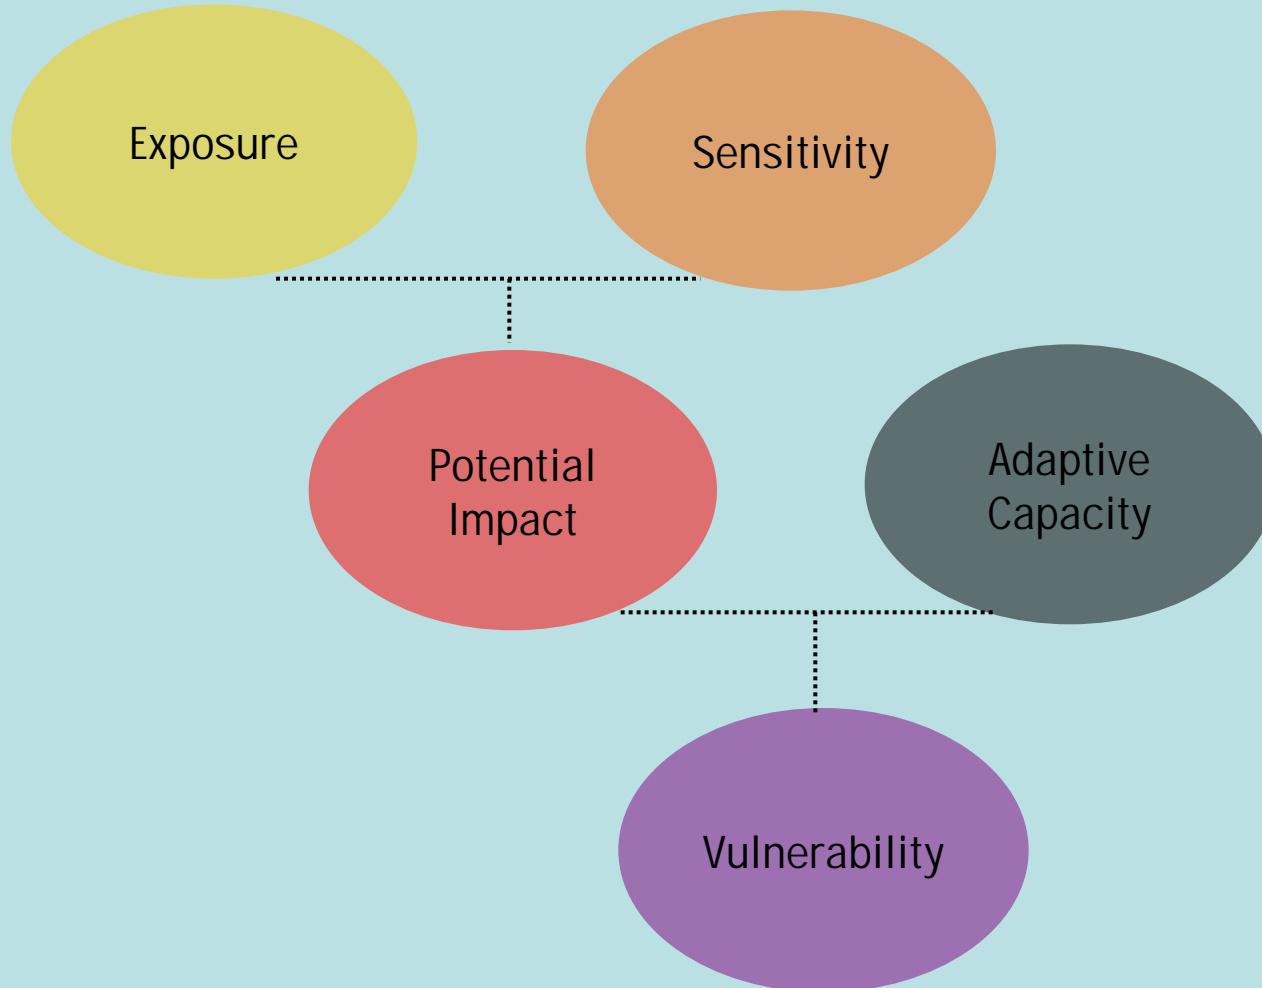 Exposure
Sensitivity
Potential
Impact
Adaptive
Capacity
Vulnerability